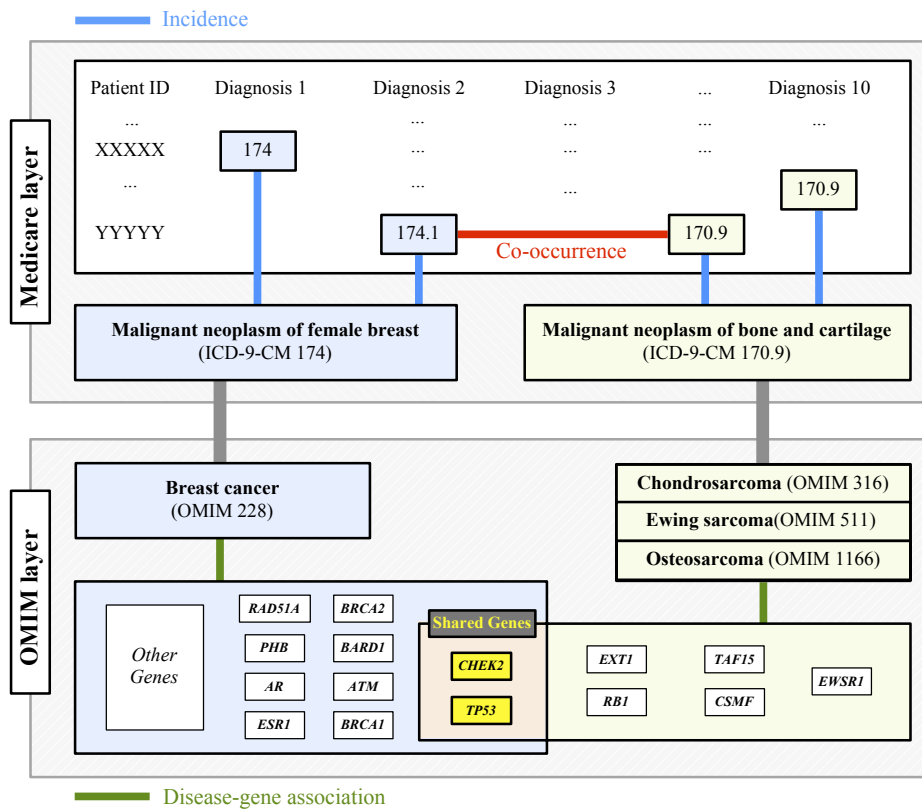 Incidence
Medicare layer
Patient ID Diagnosis 1 Diagnosis 2 Diagnosis 3 ... Diagnosis 10
... ... ... ... ...
XXXXX 174 ... ... ...
... ... 170.9
YYYYY 174.1 170.9
Co-occurrence
Malignant neoplasm of female breast
(ICD-9-CM 174)
Malignant neoplasm of bone and cartilage
(ICD-9-CM 170.9)
OMIM layer
Breast cancer
(OMIM 228)
Chondrosarcoma (OMIM 316)
Ewing sarcoma(OMIM 511)
Osteosarcoma (OMIM 1166)
Other
Genes
RAD51A BRCA2
PHB BARD1
AR ATM
ESR1 BRCA1
Shared Genes
CHEK2
TP53
EXT1 TAF15
EWSR1
RB1 CSMF
Disease-gene association